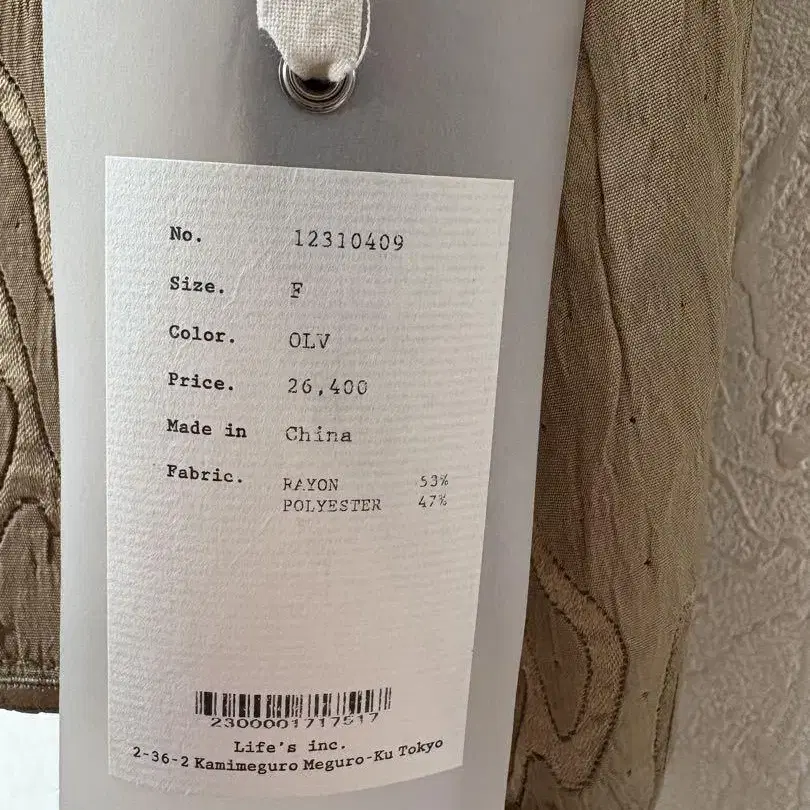 No. 12310409
Size. F
Color. OLV
Price. 26,400
Made in China
Fabric. RAYON 53%
POLYESTER 47%
2300001717517
Life's inc.
2-36-2 Kamimeguro Meguro-Ku Tokyo